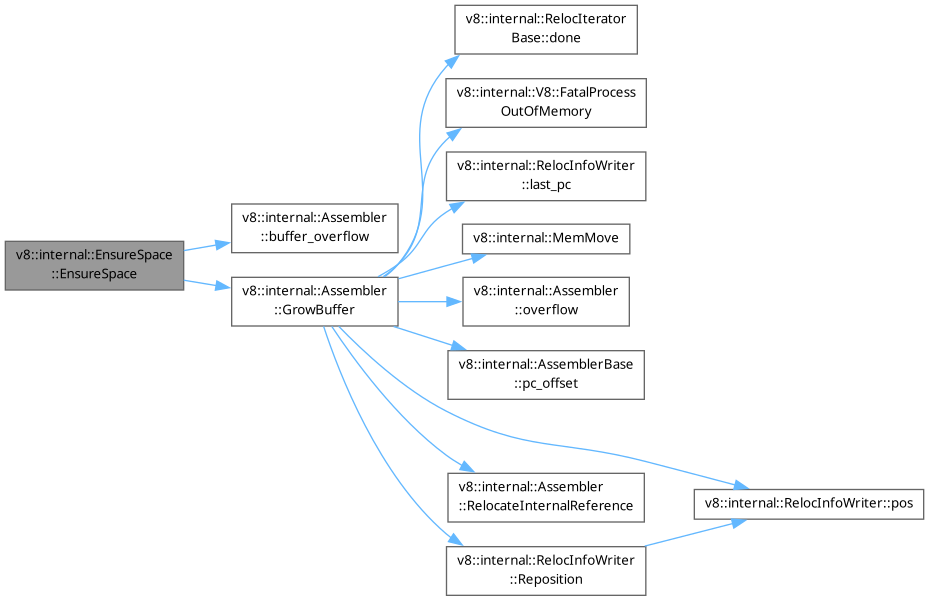 v8::internal::RelocIterator
Base::done
v8::internal::V8::FatalProcess
OutOfMemory
v8::internal::RelocInfoWriter
::last_pc
v8::internal::Assembler
::buffer_overflow
v8::internal::MemMove
v8::internal::EnsureSpace
::EnsureSpace
v8::internal::Assembler
::GrowBuffer
v8::internal::Assembler
::overflow
v8::internal::AssemblerBase
::pc_offset
v8::internal::Assembler
::RelocateInternalReference
v8::internal::RelocInfoWriter::pos
v8::internal::RelocInfoWriter
::Reposition